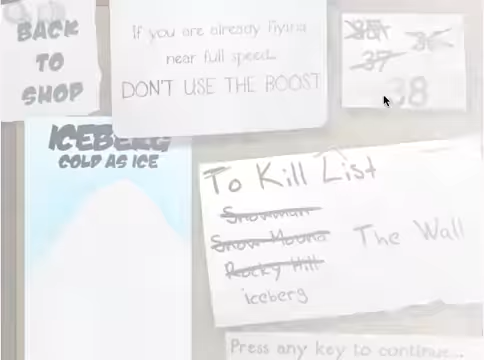 BACK
TO
SHOP
If you are already flying
near full speed...
DON'T USE THE BOOST
35
36
37
38
ICEBERG
COLD AS ICE
To Kill List
Snowman
Snow Mound
Rocky Hill
iceberg
The Wall
Press any key to continue...